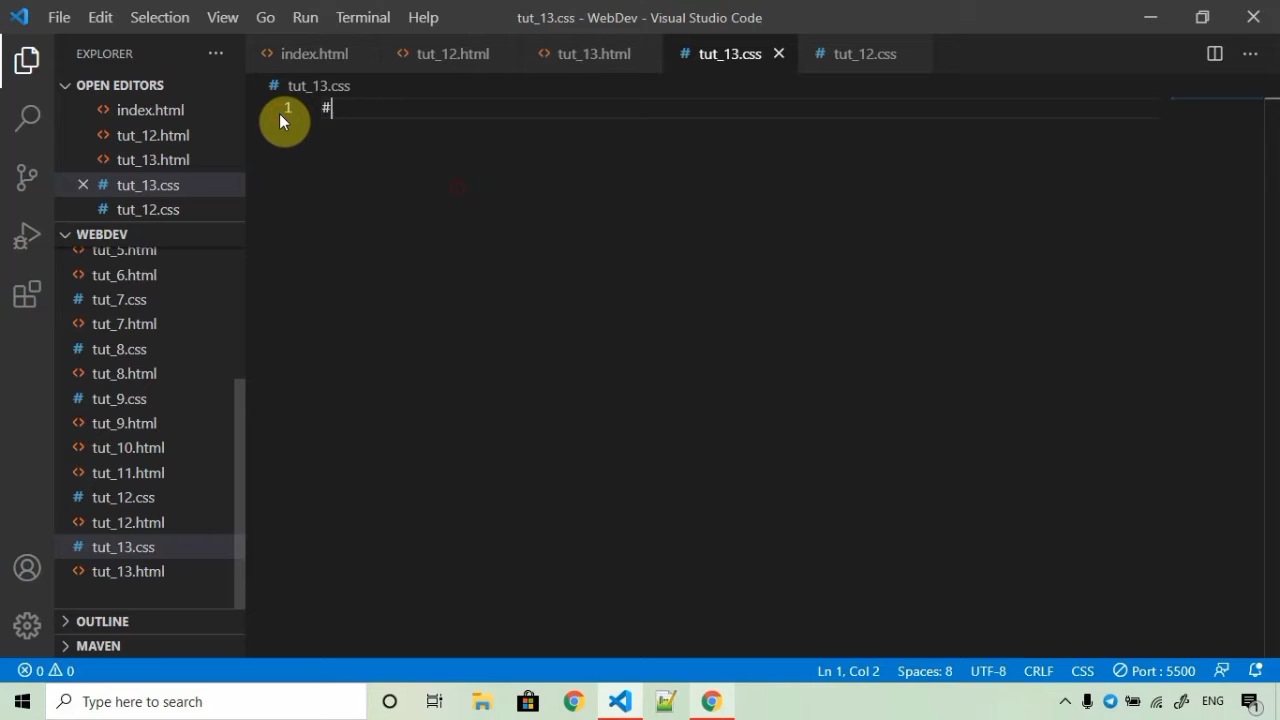 File Edit Selection View Go Run Terminal Help tut_13.css - WebDev - Visual Studio Code
EXPLORER
index.html tut_12.html tut_13.html # tut_13.css tut_12.css
OPEN EDITORS
index.html
tut_12.html
tut_13.html
# tut_13.css
# tut_12.css
# tut_13.css
1 #
WEBDEV
tut_5.html
tut_6.html
# tut_7.css
tut_7.html
# tut_8.css
tut_8.html
# tut_9.css
tut_9.html
tut_10.html
tut_11.html
# tut_12.css
tut_12.html
# tut_13.css
tut_13.html
OUTLINE
MAVEN
0 0 Ln 1, Col 2 Spaces: 8 UTF-8 CRLF CSS Port : 5500
Type here to search ENG 1